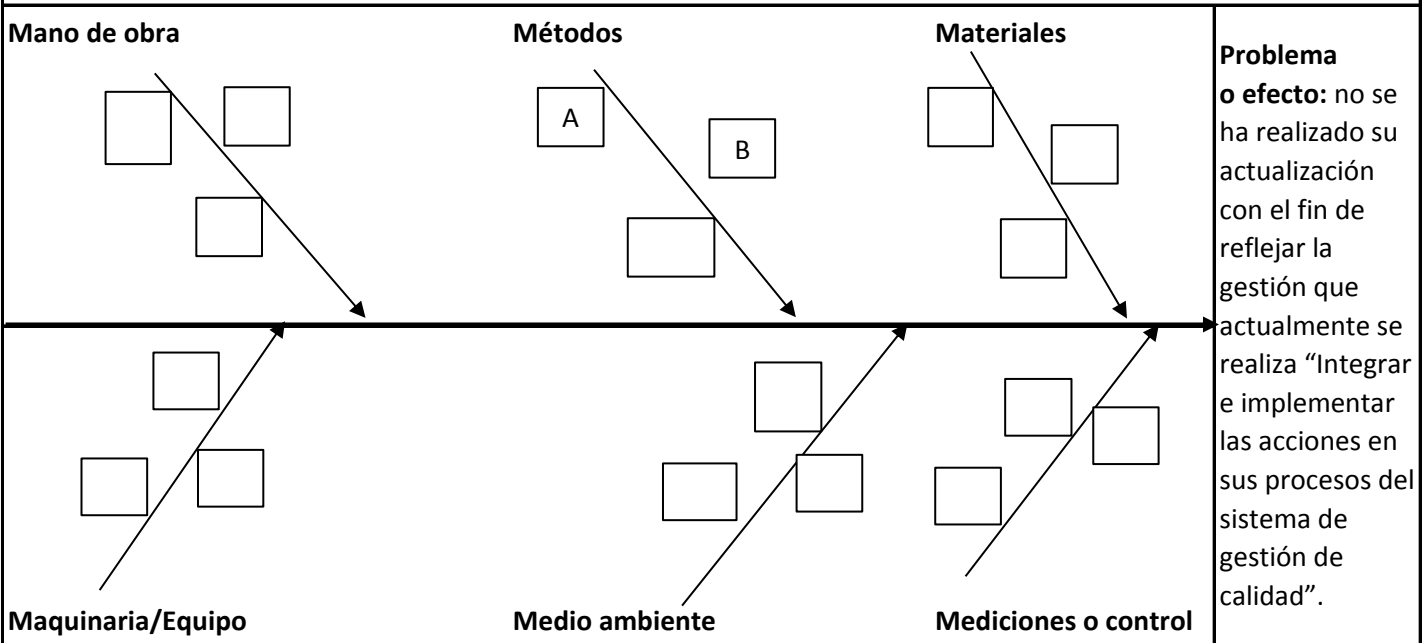 Mano de obra
Métodos
Materiales
A
B
Problema
o efecto: no se
ha realizado su
actualización
con el fin de
reflejar la
gestión que
actualmente se
realiza “Integrar
e implementar
las acciones en
sus procesos del
sistema de
gestión de
calidad”.
Maquinaria/Equipo
Medio ambiente
Mediciones o control